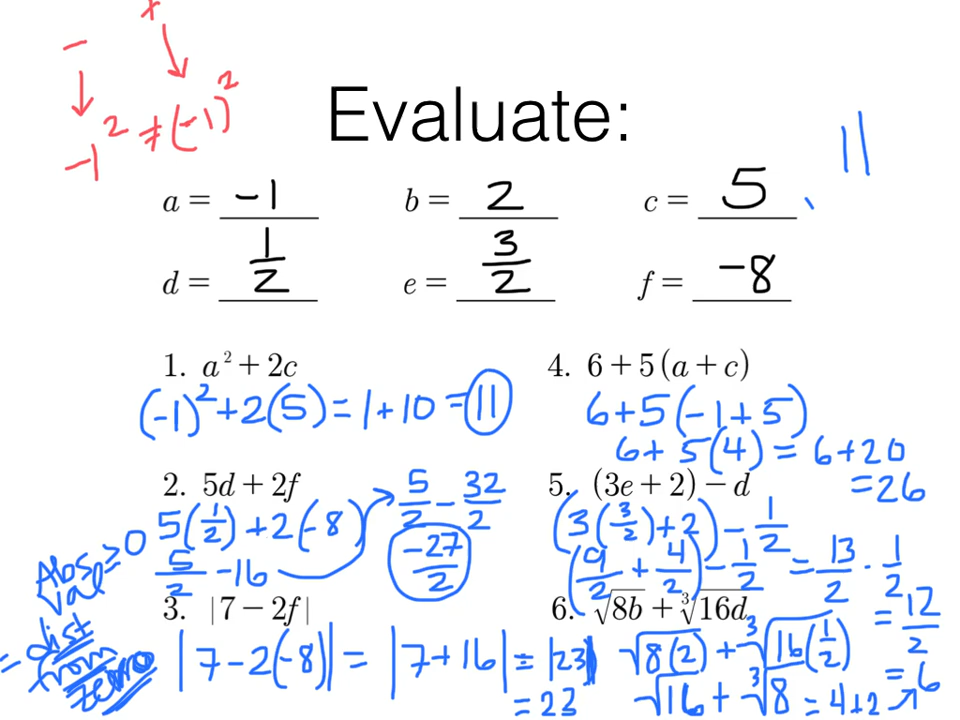 - +
-1² ≠ (-1)²
Evaluate:
11
a = -1 b = 2 c = 5
d = 1/2 e = 3/2 f = -8
1. a² + 2c
(-1)² + 2(5) = 1 + 10 = 11
2. 5d + 2f
5(1/2) + 2(-8)
5/2 - 16
5/2 - 32/2
-27/2
3. |7 - 2f|
Abs val ≥ 0
= dist from zero
|7 - 2(-8)| = |7 + 16| = |23|
= 23
4. 6 + 5(a + c)
6 + 5(-1 + 5)
6 + 5(4) = 6 + 20
= 26
5. (3e + 2) - d
(3(3/2) + 2) - 1/2
(9/2 + 4/2) - 1/2 = 13/2 - 1/2
= 12/2
= 6
6. √8b + ∛16d
√8(2) + ∛16(1/2)
√16 + ∛8 = 4 + 2